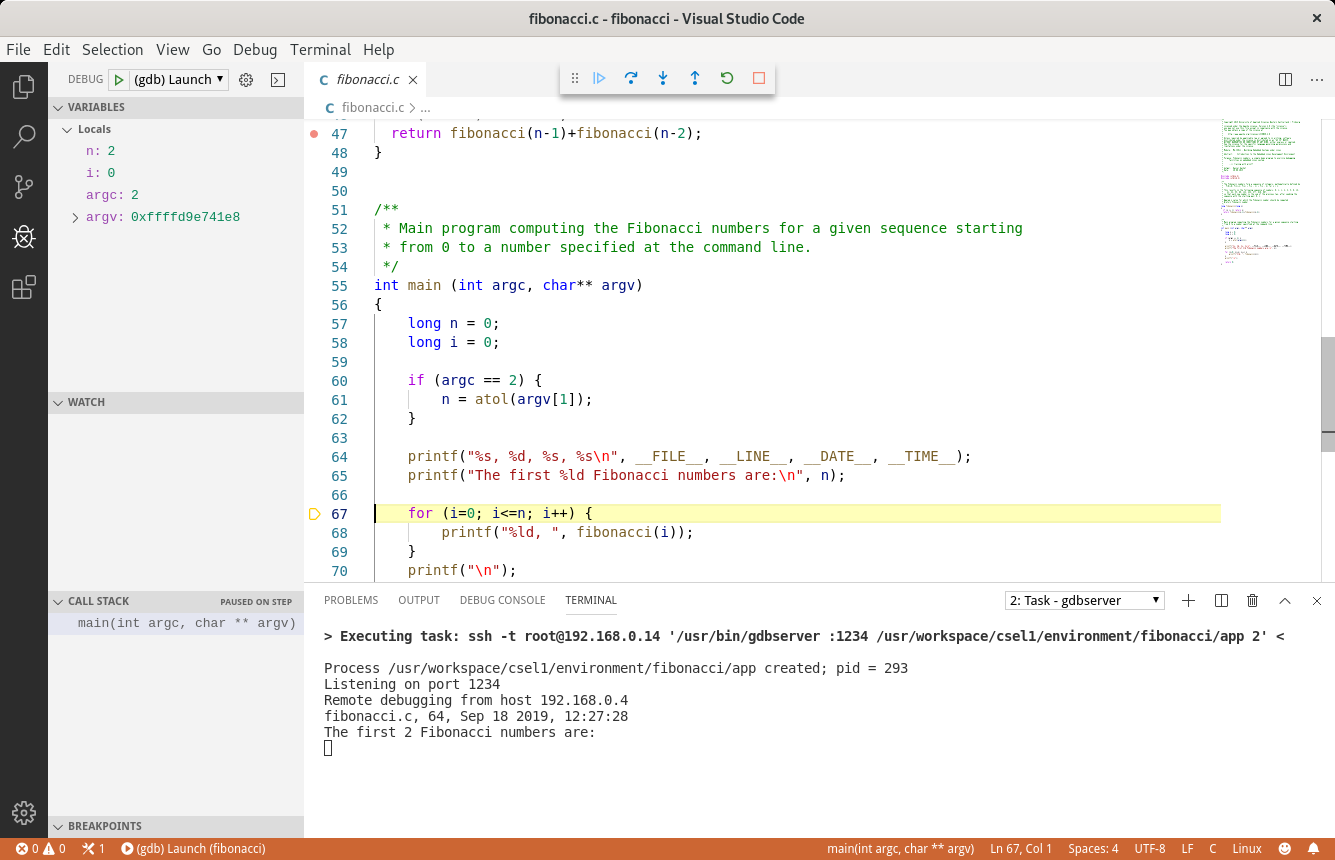 fibonacci.c - fibonacci - Visual Studio Code
File Edit Selection View Go Debug Terminal Help
DEBUG (gdb) Launch
VARIABLES
Locals
n: 2
i: 0
argc: 2
argv: 0xffffd9e741e8
WATCH
CALL STACK PAUSED ON STEP
main(int argc, char ** argv)
BREAKPOINTS
fibonacci.c
fibonacci.c > ...
47 return fibonacci(n-1)+fibonacci(n-2);
48 }
49
50
51 /**
52 * Main program computing the Fibonacci numbers for a given sequence starting
53 * from 0 to a number specified at the command line.
54 */
55 int main (int argc, char** argv)
56 {
57 long n = 0;
58 long i = 0;
59
60 if (argc == 2) {
61 n = atol(argv[1]);
62 }
63
64 printf("%s, %d, %s, %s\n", __FILE__, __LINE__, __DATE__, __TIME__);
65 printf("The first %ld Fibonacci numbers are:\n", n);
66
67 for (i=0; i<=n; i++) {
68 printf("%ld, ", fibonacci(i));
69 }
70 printf("\n");
PROBLEMS OUTPUT DEBUG CONSOLE TERMINAL 2: Task - gdbserver
> Executing task: ssh -t root@192.168.0.14 '/usr/bin/gdbserver :1234 /usr/workspace/csel1/environment/fibonacci/app 2' <
Process /usr/workspace/csel1/environment/fibonacci/app created; pid = 293
Listening on port 1234
Remote debugging from host 192.168.0.4
fibonacci.c, 64, Sep 18 2019, 12:27:28
The first 2 Fibonacci numbers are:
0 0 1 (gdb) Launch (fibonacci) main(int argc, char ** argv) Ln 67, Col 1 Spaces: 4 UTF-8 LF C Linux